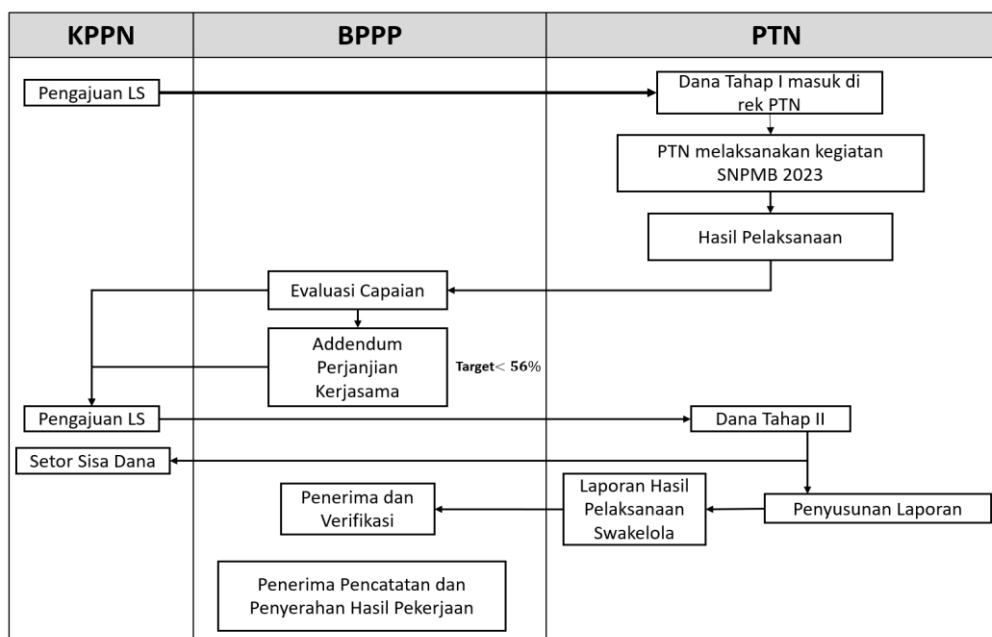 KPPN
BPPP
PTN
Pengajuan LS
Dana Tahap I masuk di
rek PTN
PTN melaksanakan kegiatan
SNPMB 2023
Hasil Pelaksanaan
Evaluasi Capaian
Addendum
Perjanjian
Kerjasama
Target< 56%
Pengajuan LS
Dana Tahap II
Setor Sisa Dana
Penerima dan
Verifikasi
Laporan Hasil
Pelaksanaan
Swakelola
Penyusunan Laporan
Penerima Pencatatan dan
Penyerahan Hasil Pekerjaan